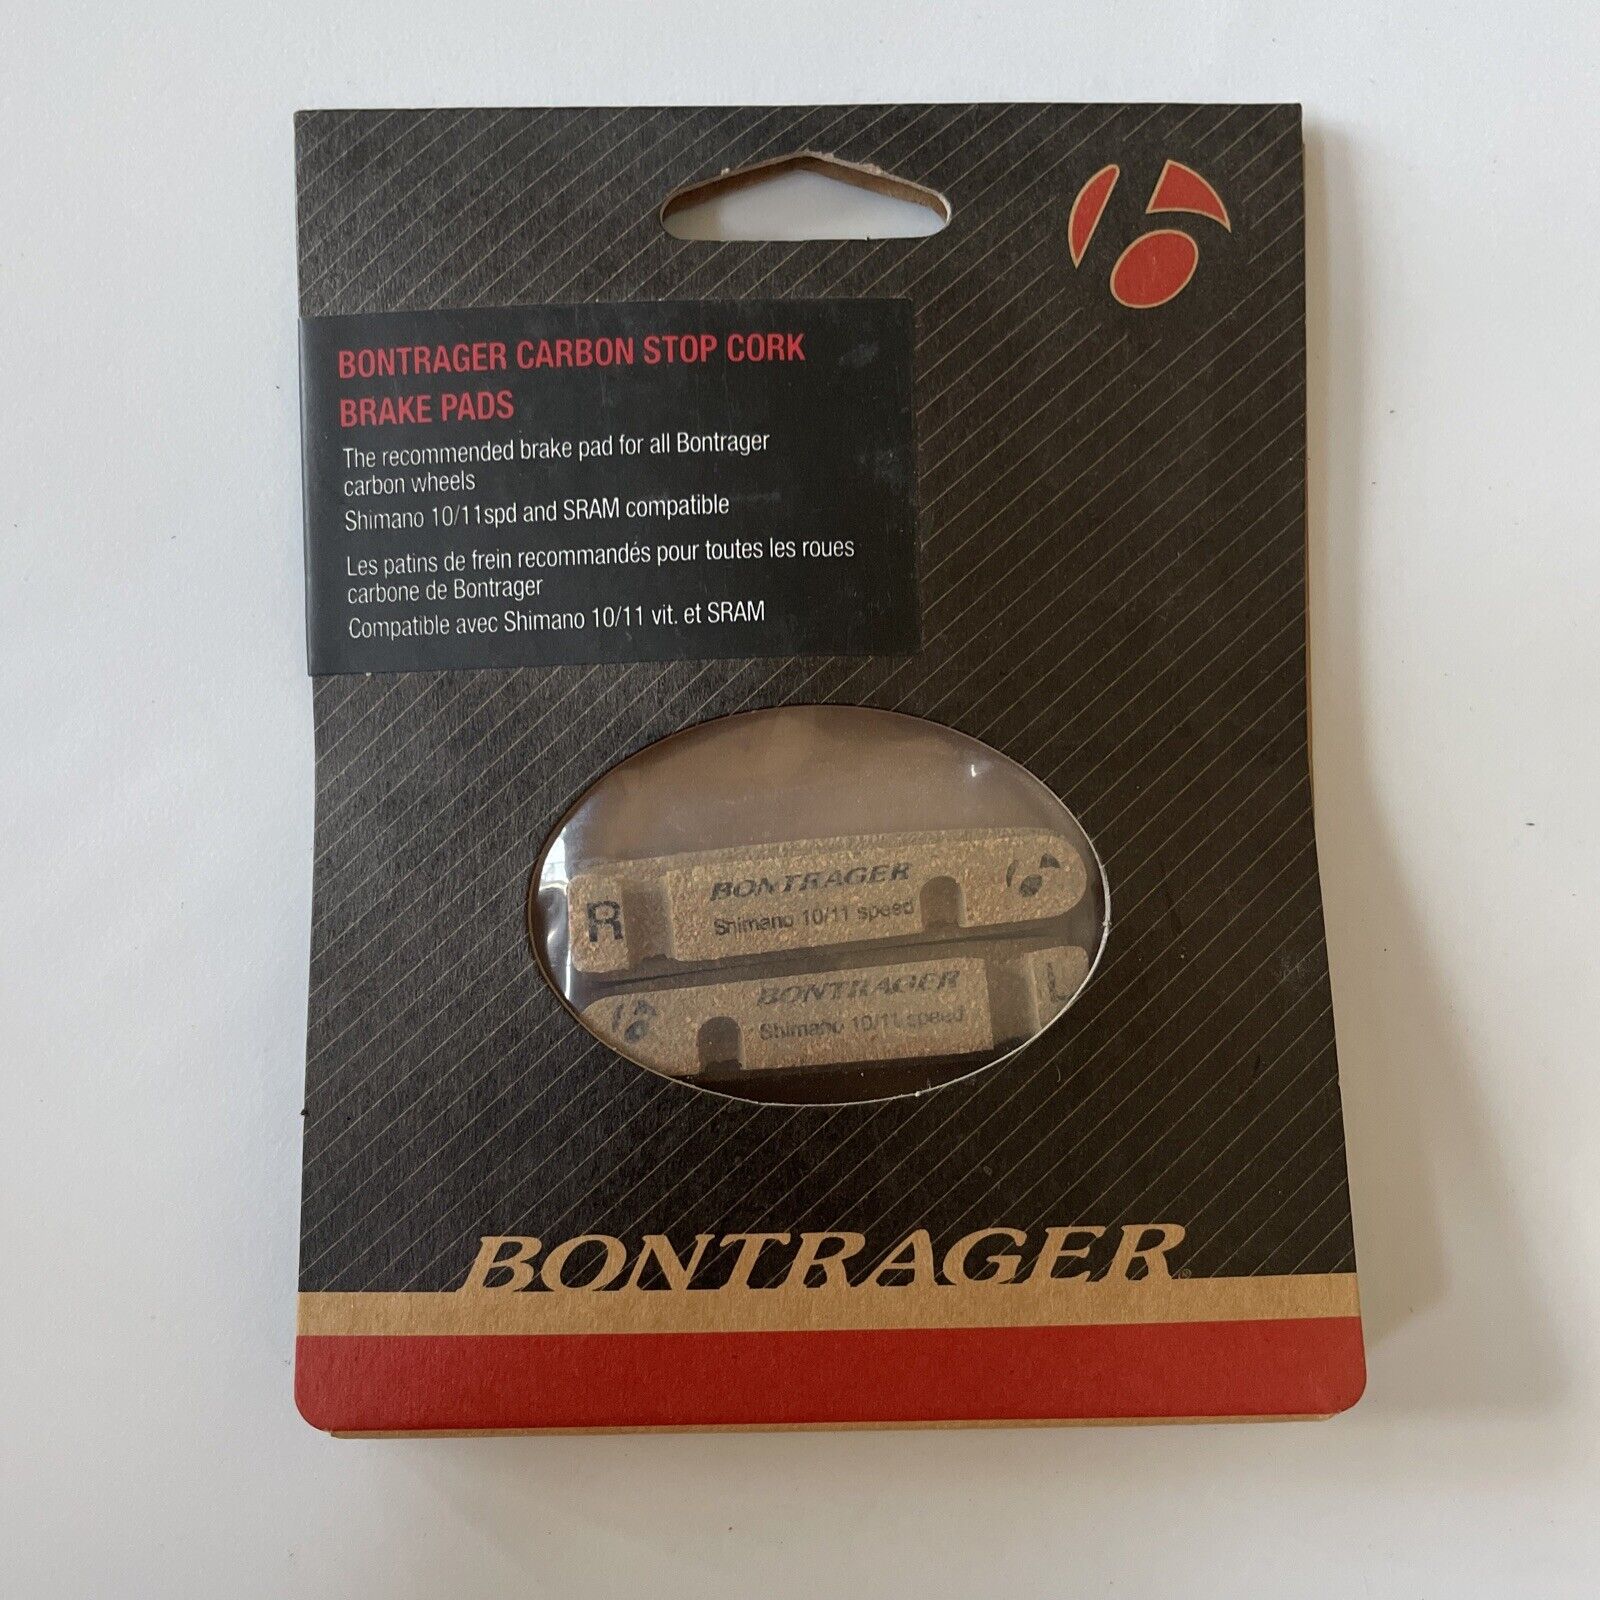 BONTRAGER CARBON STOP CORK
BRAKE PADS
The recommended brake pad for all Bontrager
carbon wheels
Shimano 10/11spd and SRAM compatible
Les patins de frein recommandés pour toutes les roues
carbone de Bontrager
Compatible avec Shimano 10/11 vit. et SRAM
R
BONTRAGER
Shimano 10/11 speed
BONTRAGER
L
Shimano 10/11 speed
BONTRAGER®